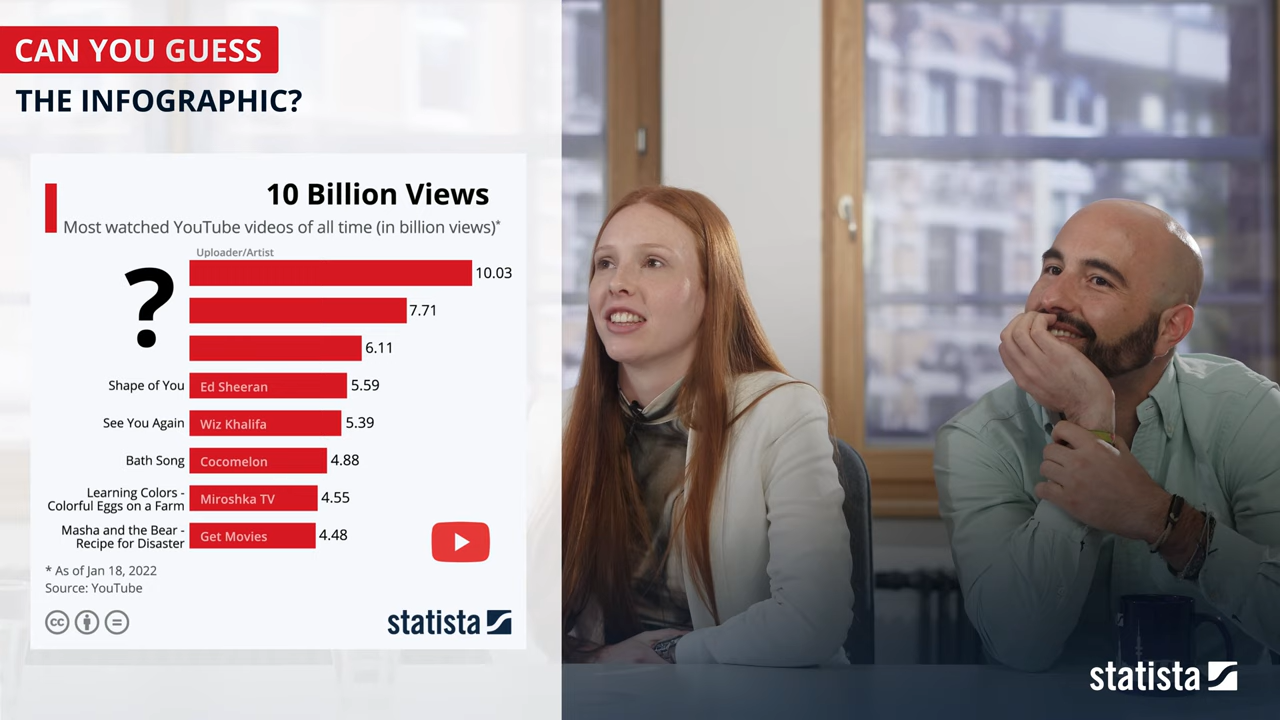 CAN YOU GUESS
THE INFOGRAPHIC?
10 Billion Views
Most watched YouTube videos of all time (in billion views)*
Uploader/Artist
?
10.03
7.71
6.11
Shape of You Ed Sheeran 5.59
See You Again Wiz Khalifa 5.39
Bath Song Cocomelon 4.88
Learning Colors -
Colorful Eggs on a Farm Miroshka TV 4.55
Masha and the Bear -
Recipe for Disaster Get Movies 4.48
* As of Jan 18, 2022
Source: YouTube
cc
statista
statista